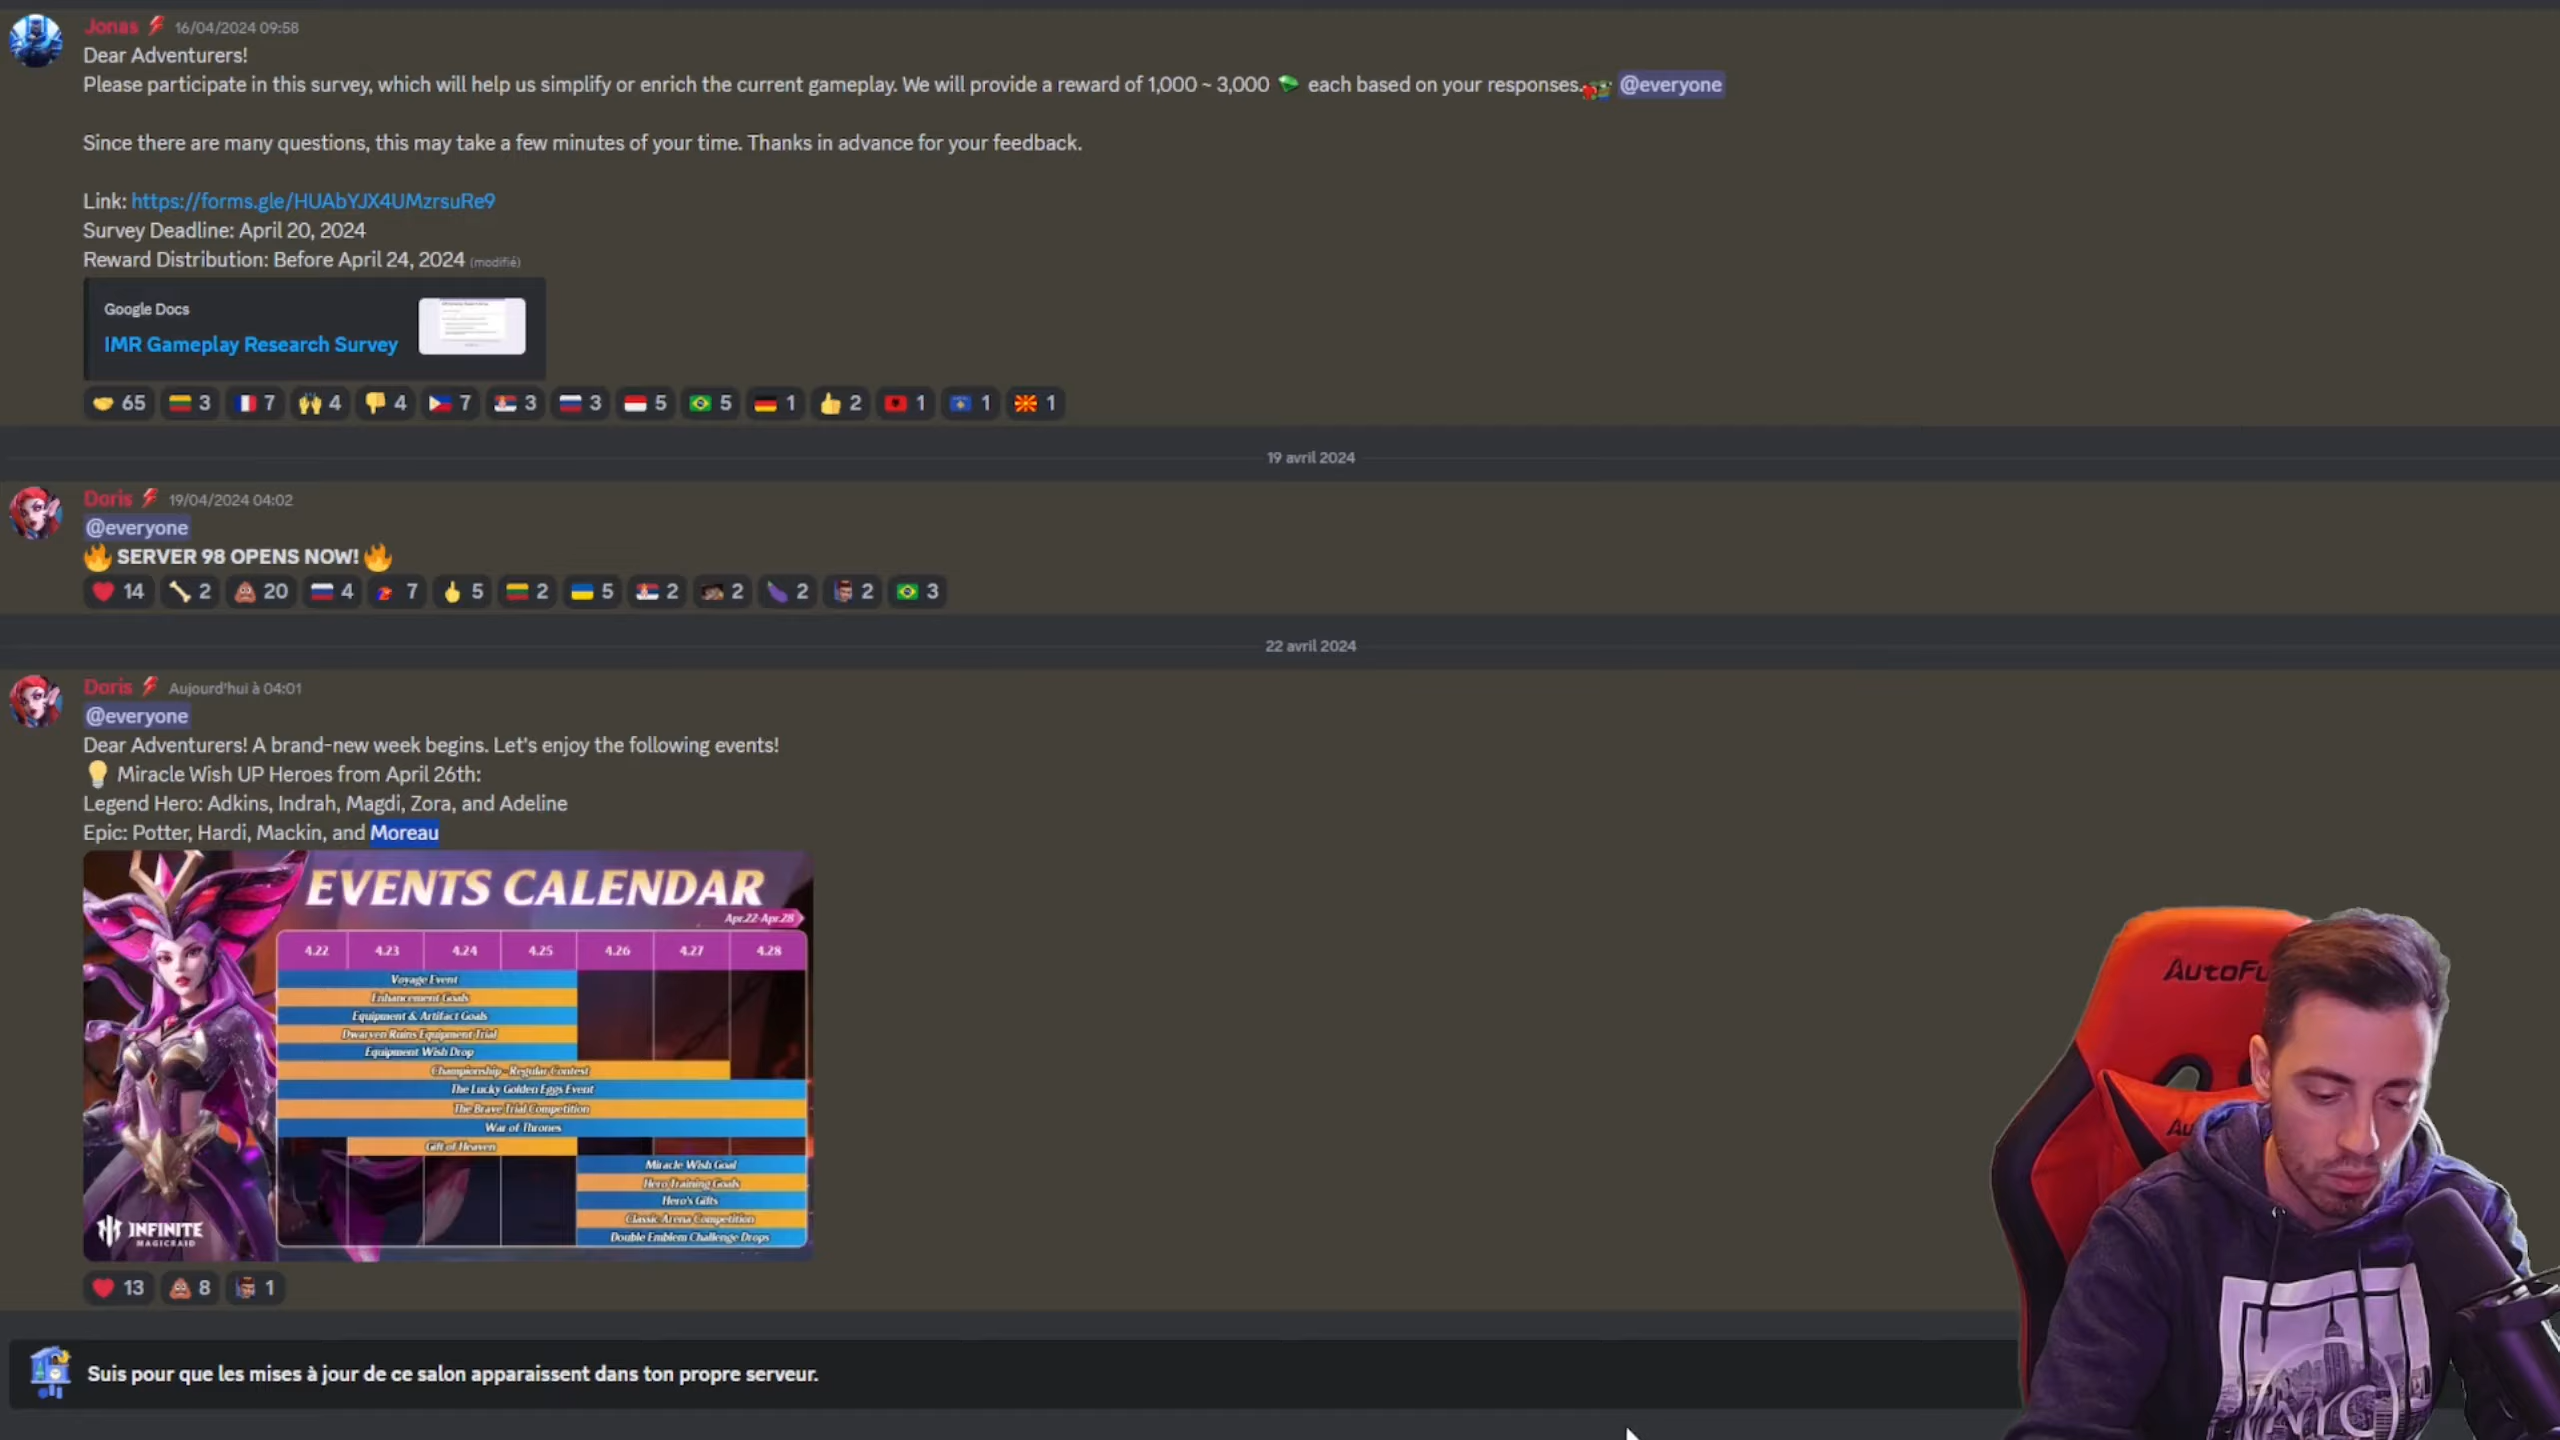 Jonas 16/04/2024 09:58
Dear Adventurers!
Please participate in this survey, which will help us simplify or enrich the current gameplay. We will provide a reward of 1,000 ~ 3,000 each based on your responses. @everyone
Since there are many questions, this may take a few minutes of your time. Thanks in advance for your feedback.
Link: https://forms.gle/HUAbYJX4UMzrsuRe9
Survey Deadline: April 20, 2024
Reward Distribution: Before April 24, 2024 (modifié)
Google Docs
IMR Gameplay Research Survey
65 3 7 4 4 7 3 3 5 5 1 2 1 1 1
19 avril 2024
Doris 19/04/2024 04:02
@everyone
SERVER 98 OPENS NOW!
14 2 20 4 7 5 2 5 2 2 2 2 3
22 avril 2024
Doris Aujourd'hui à 04:01
@everyone
Dear Adventurers! A brand-new week begins. Let's enjoy the following events!
Miracle Wish UP Heroes from April 26th:
Legend Hero: Adkins, Indrah, Magdi, Zora, and Adeline
Epic: Potter, Hardi, Mackin, and Moreau
EVENTS CALENDAR
Apr.22-Apr.28
4.22 4.23 4.24 4.25 4.26 4.27 4.28
Voyage Event
Enhancement Goals
Equipment & Artifact Goals
Dwarven Ruins Equipment Trial
Equipment Wish Drop
Championship - Regular Contest
The Lucky Golden Eggs Event
The Brave Trial Competition
War of Thrones
Gift of Heaven
Miracle Wish Goal
Hero Training Goals
Hero's Gifts
Classic Arena Competition
Double Emblem Challenge Drops
INFINITE
MAGICRAID
13 8 1
Suis pour que les mises à jour de ce salon apparaissent dans ton propre serveur.
NYC